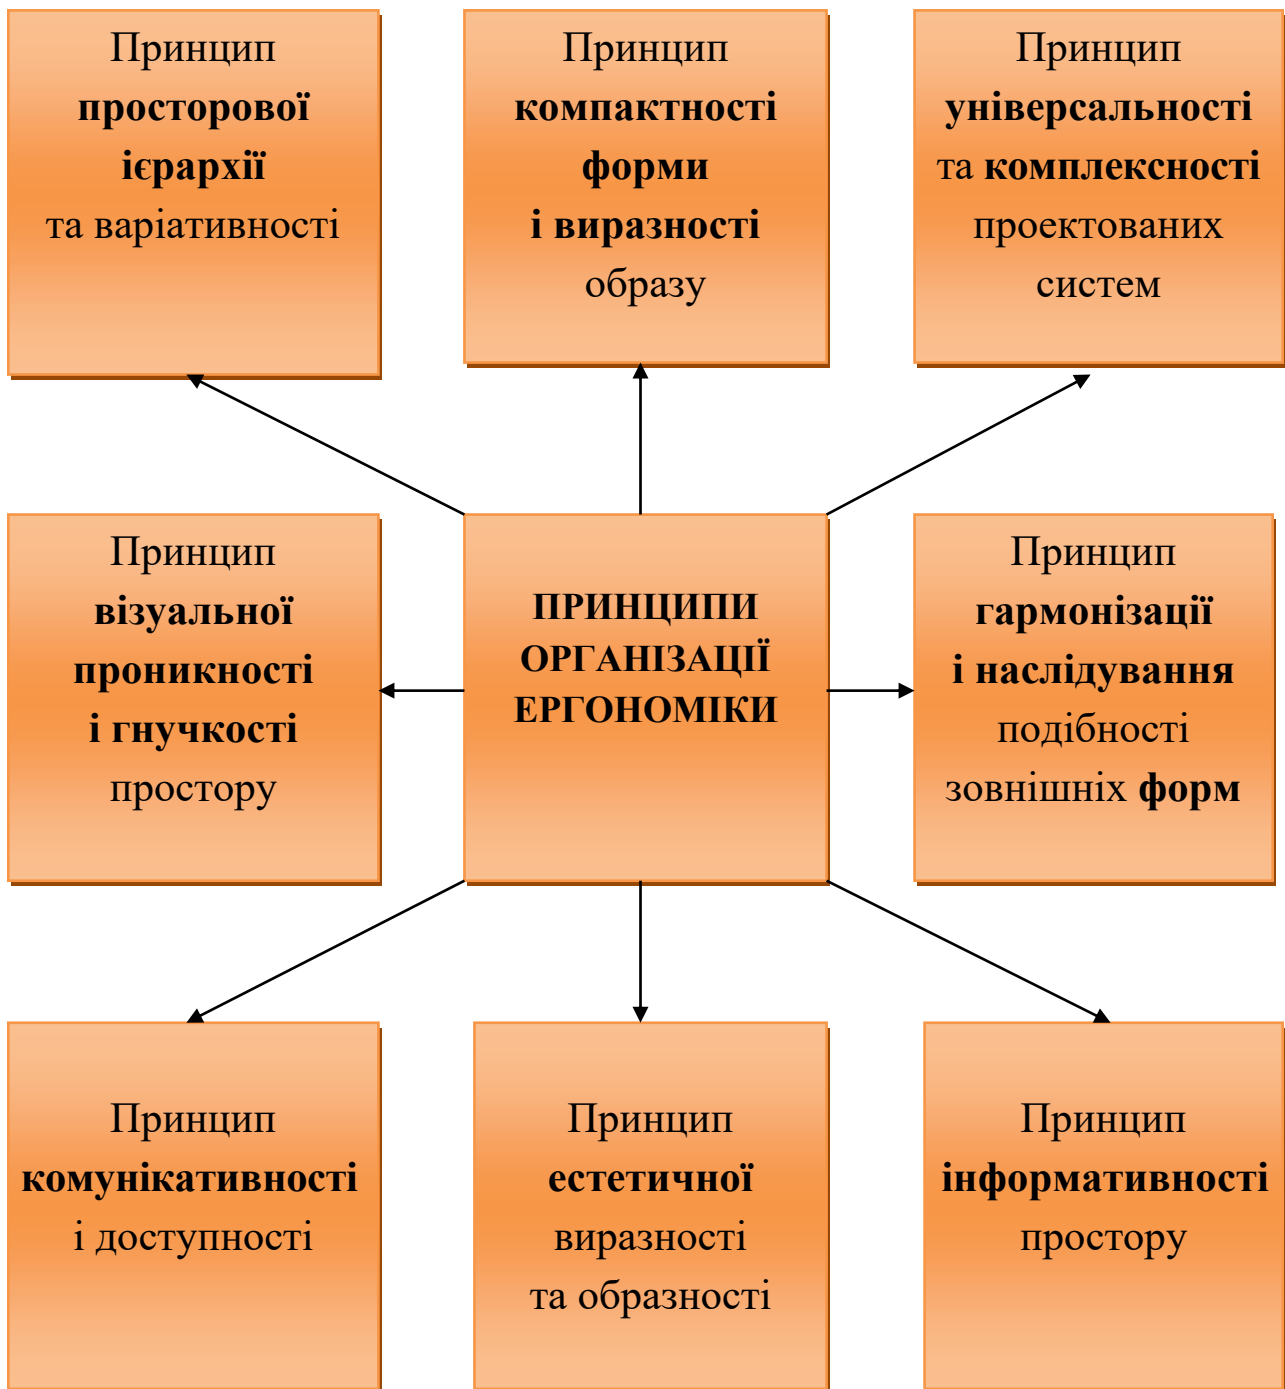 Принцип
просторової
ієрархії
та варіативності
Принцип
компактності
форми
і виразності
образу
Принцип
універсальності
та комплексності
проектованих
систем
Принцип
візуальної
проникності
і гнучкості
простору
ПРИНЦИПИ
ОРГАНІЗАЦІЇ
ЕРГОНОМІКИ
Принцип
гармонізації
і наслідування
подібності
зовнішніх форм
Принцип
комунікативності
і доступності
Принцип
естетичної
виразності
та образності
Принцип
інформативності
простору